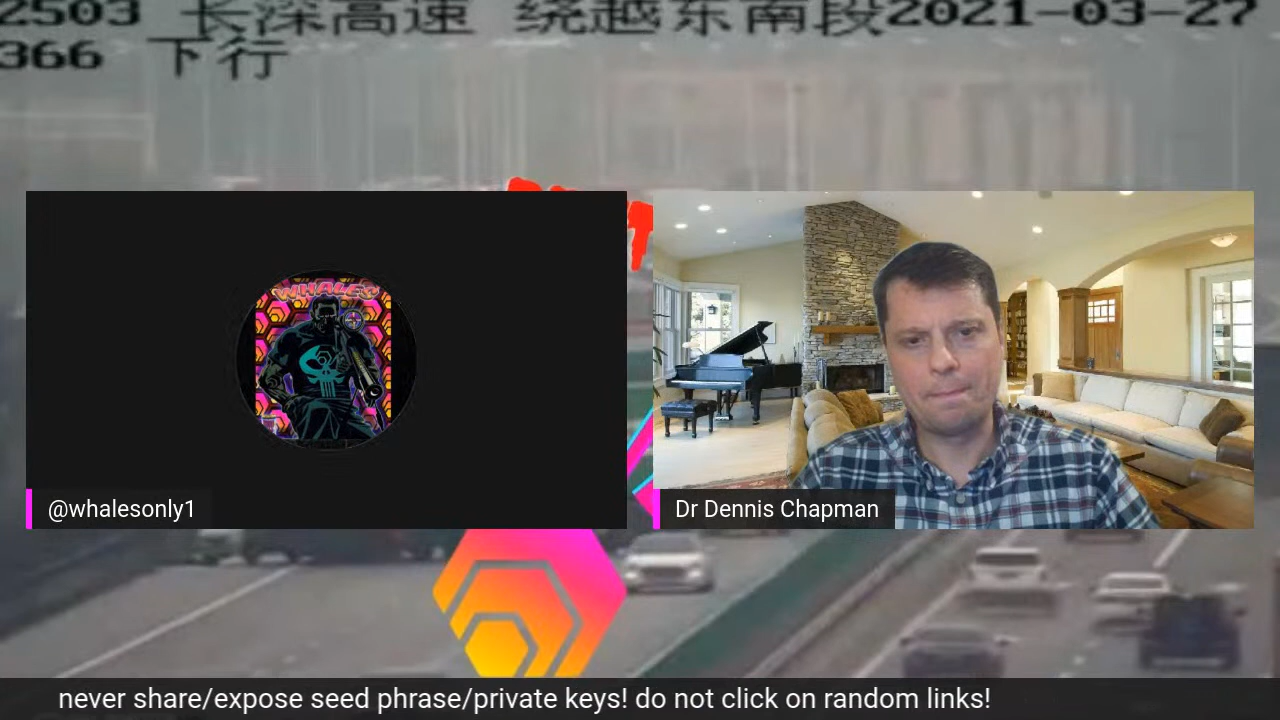 2503 长深高速 绕越东南段2021-03-27
366 下行
WHALES
@whalesonly1
Dr Dennis Chapman
never share/expose seed phrase/private keys! do not click on random links!